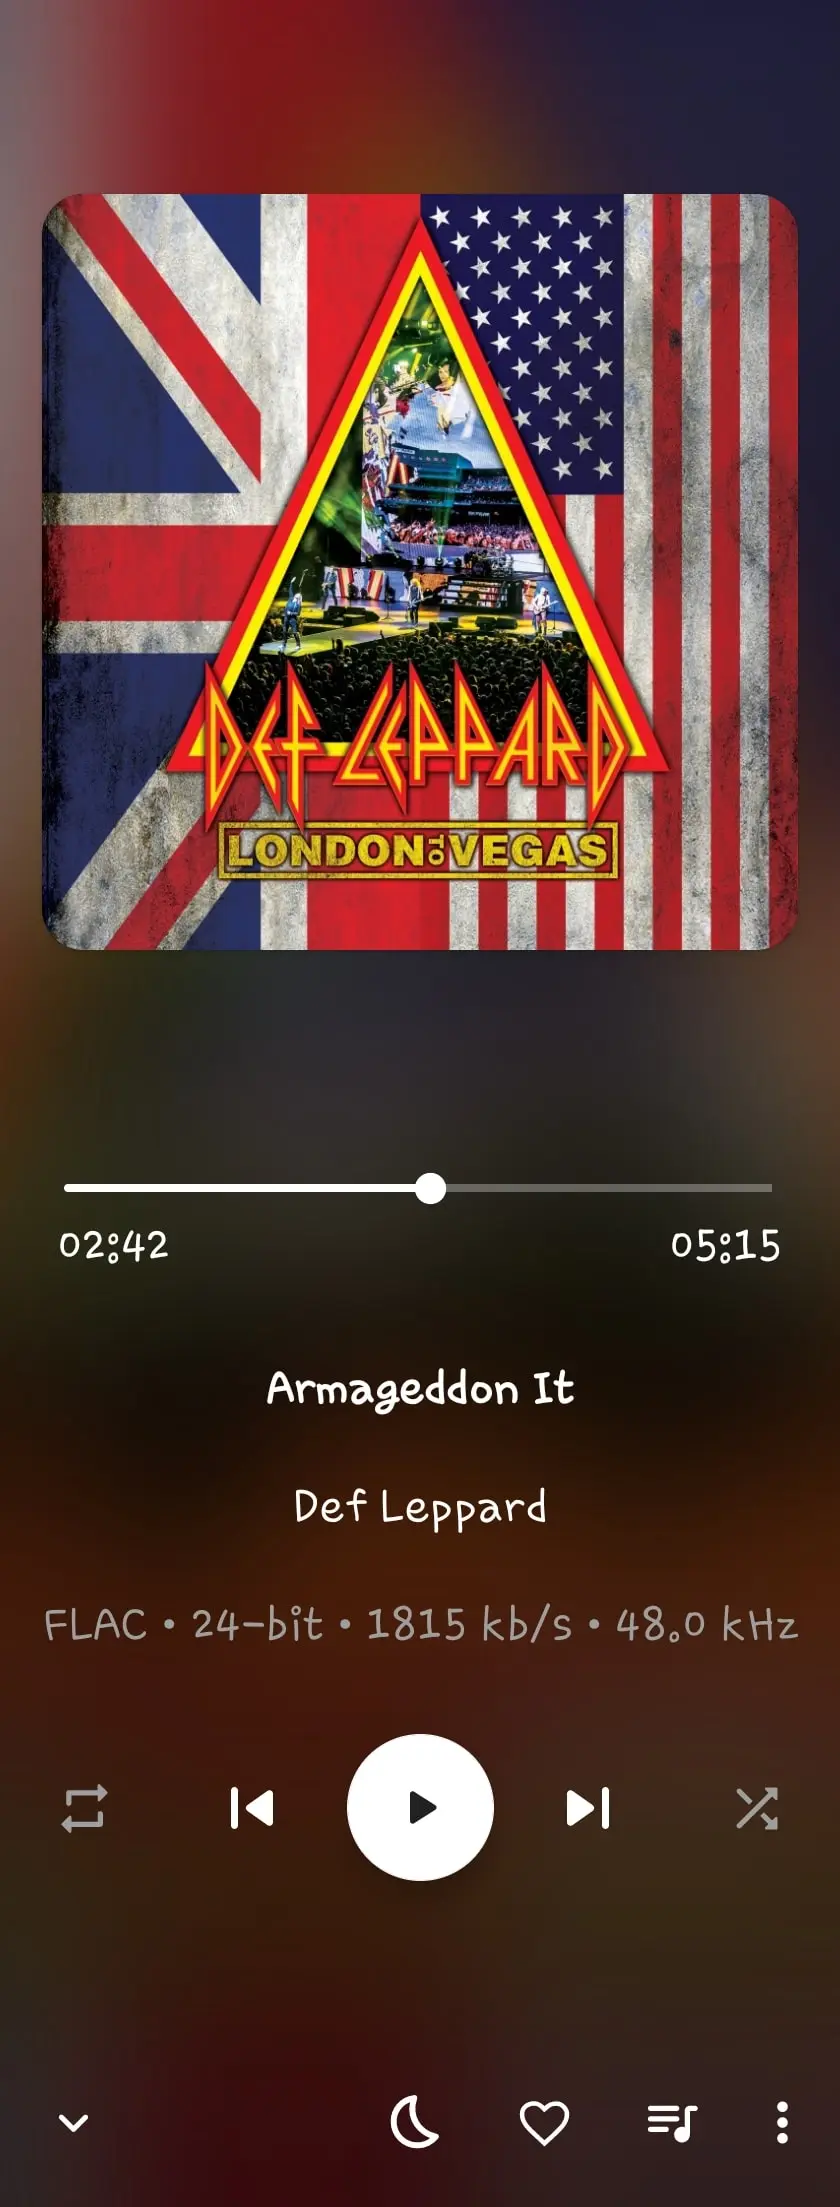 DEF LEPPARD
LONDON TO VEGAS
02:42
05:15
Armageddon It
Def Leppard
FLAC • 24-bit • 1815 kb/s • 48.0 kHz